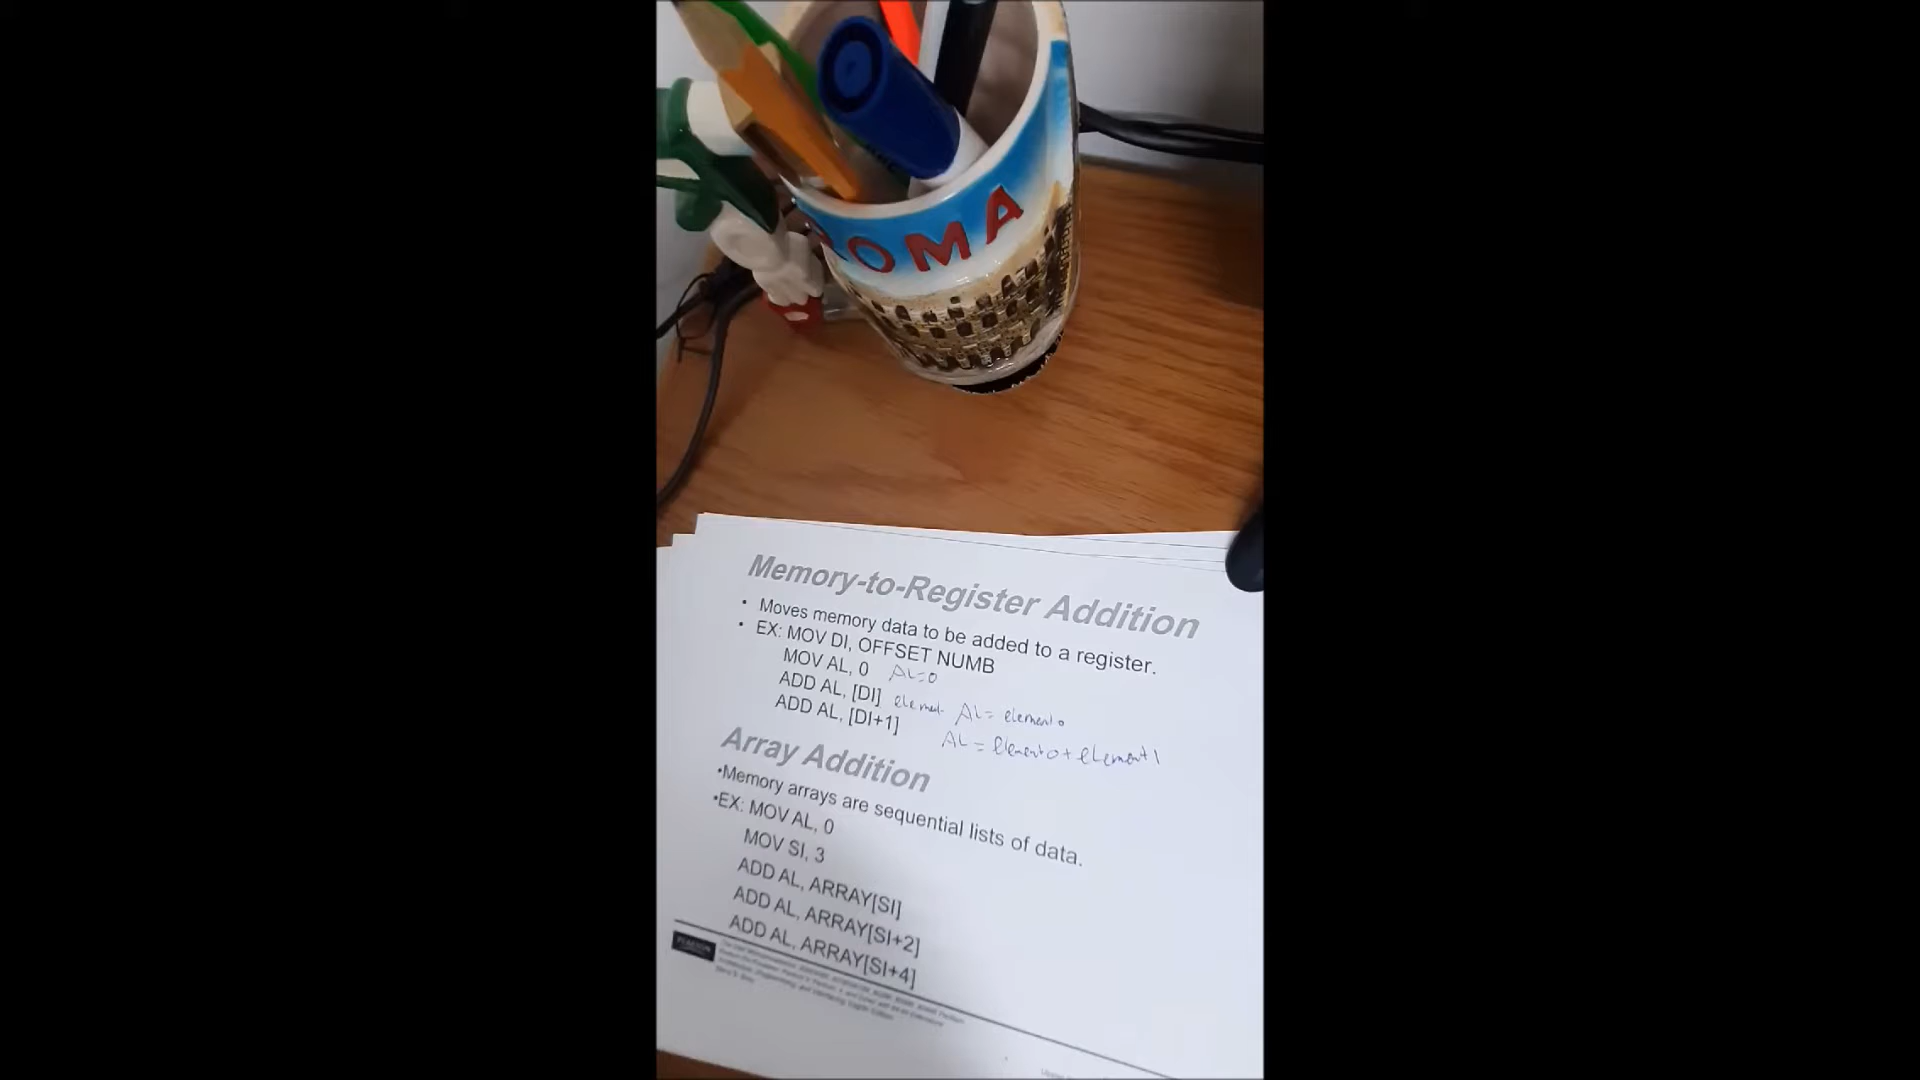 ROMA
Memory-to-Register Addition
• Moves memory data to be added to a register.
• EX: MOV DI, OFFSET NUMB
MOV AL, 0 AL=0
ADD AL, [DI] element AL= element0
ADD AL, [DI+1] AL= element0+element1
Array Addition
•Memory arrays are sequential lists of data.
•EX: MOV AL, 0
MOV SI, 3
ADD AL, ARRAY[SI]
ADD AL, ARRAY[SI+2]
ADD AL, ARRAY[SI+4]
PEARSON